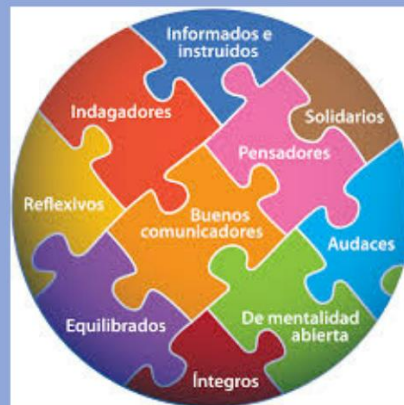 Informados e
instruidos
Indagadores
Solidarios
Pensadores
Reflexivos
Buenos
comunicadores
Audaces
Equilibrados
De mentalidad
abierta
Íntegros